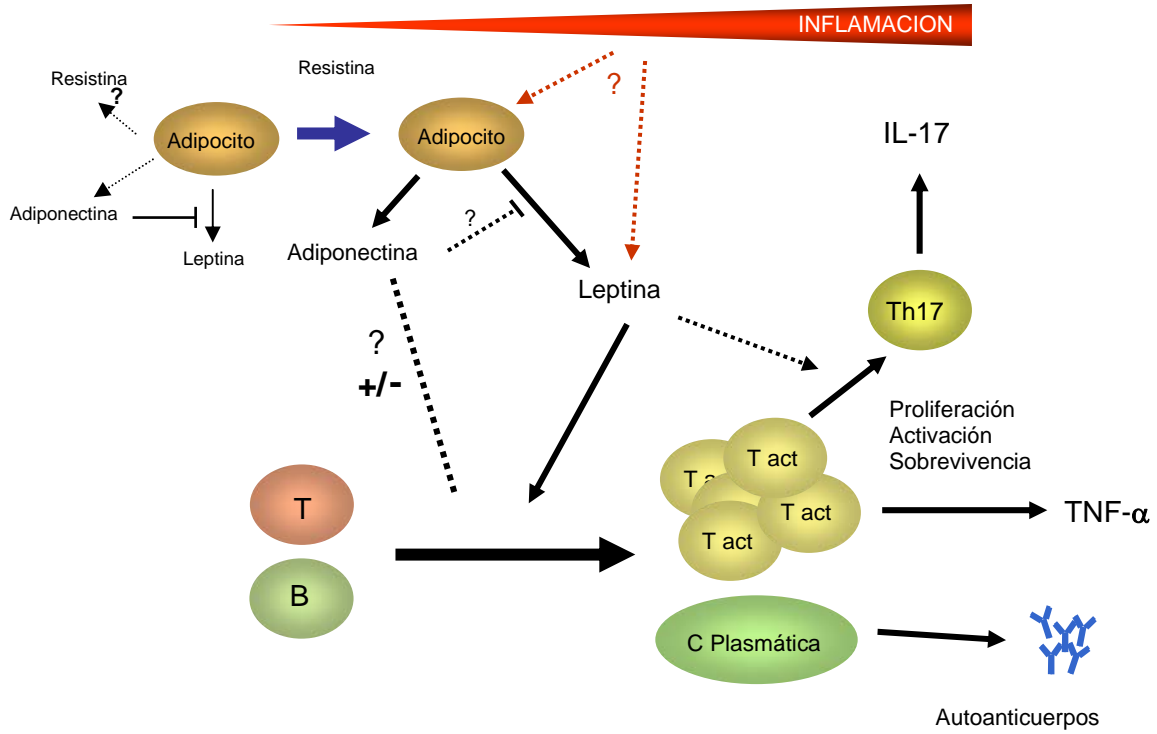 INFLAMACION
Resistina
?
Adipocito
Adiponectina
Leptina
Resistina
Adipocito
?
?
Adiponectina
Leptina
?
+/-
IL-17
Th17
Proliferación
Activación
Sobrevivencia
T act
T act
T act
T act
TNF-α
T
B
C Plasmática
Autoanticuerpos